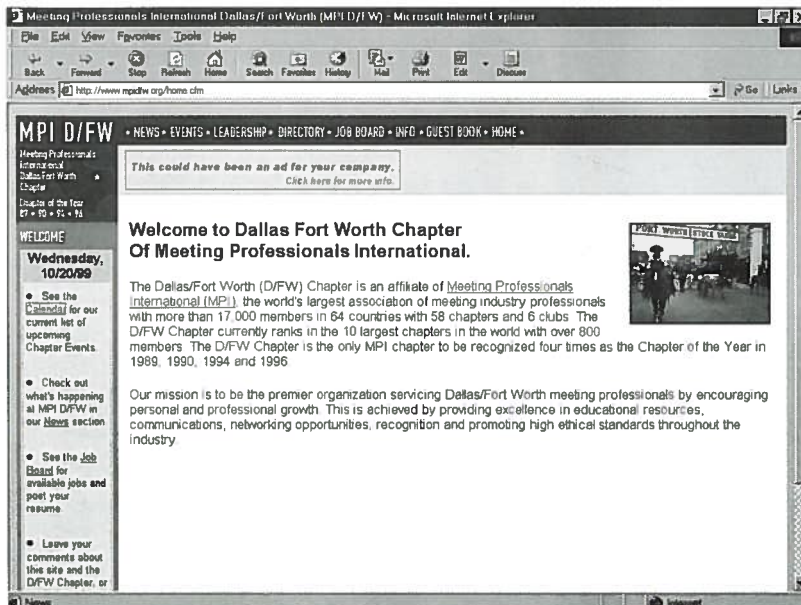 Meeting Professionals International Dallas/Fort Worth (MPI D/FW) - Microsoft Internet Explorer
File Edit View Favorites Tools Help
Back Forward Stop Refresh Home Search Favorites History Mail Print Edit Discuss
Address http://www.mpidfw.org/home.cfm Go Links
MPI D/FW • NEWS • EVENTS • LEADERSHIP • DIRECTORY • JOB BOARD • INFO • GUEST BOOK • HOME •
Meeting Professionals
International
Dallas Fort Worth
Chapter
Chapter of the Year
87 • 90 • 94 • 96
This could have been an ad for your company.
Click here for more info.
WELCOME
Wednesday,
10/20/99
• See the
Calendar for our
current list of
upcoming
Chapter Events.
• Check out
what's happening
at MPI D/FW in
our News section
• See the Job
Board for
available jobs and
post your
resume.
• Leave your
comments about
this site and the
D/FW Chapter, or
Welcome to Dallas Fort Worth Chapter
Of Meeting Professionals International.
FORT WORTH STOCK YARDS
The Dallas/Fort Worth (D/FW) Chapter is an affiliate of Meeting Professionals
International (MPI), the world's largest association of meeting industry professionals
with more than 17,000 members in 64 countries with 58 chapters and 6 clubs. The
D/FW Chapter currently ranks in the 10 largest chapters in the world with over 800
members. The D/FW Chapter is the only MPI chapter to be recognized four times as the Chapter of the Year in
1989, 1990, 1994 and 1996.
Our mission is to be the premier organization servicing Dallas/Fort Worth meeting professionals by encouraging
personal and professional growth. This is achieved by providing excellence in educational resources,
communications, networking opportunities, recognition and promoting high ethical standards throughout the
industry.
News Internet